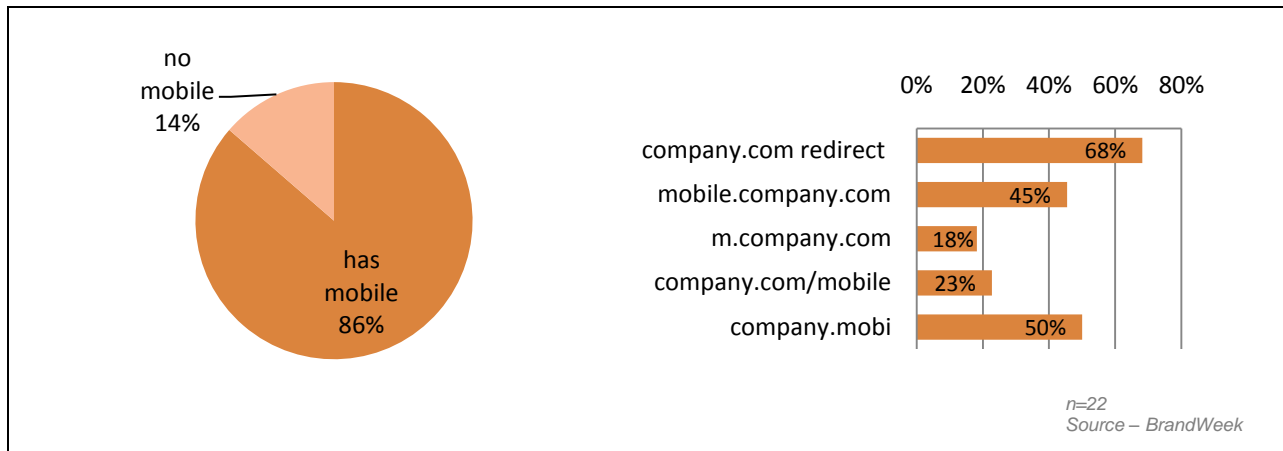 no
mobile
14%
has
mobile
86%
0% 20% 40% 60% 80%
company.com redirect 68%
mobile.company.com 45%
m.company.com 18%
company.com/mobile 23%
company.mobi 50%
n=22
Source – BrandWeek